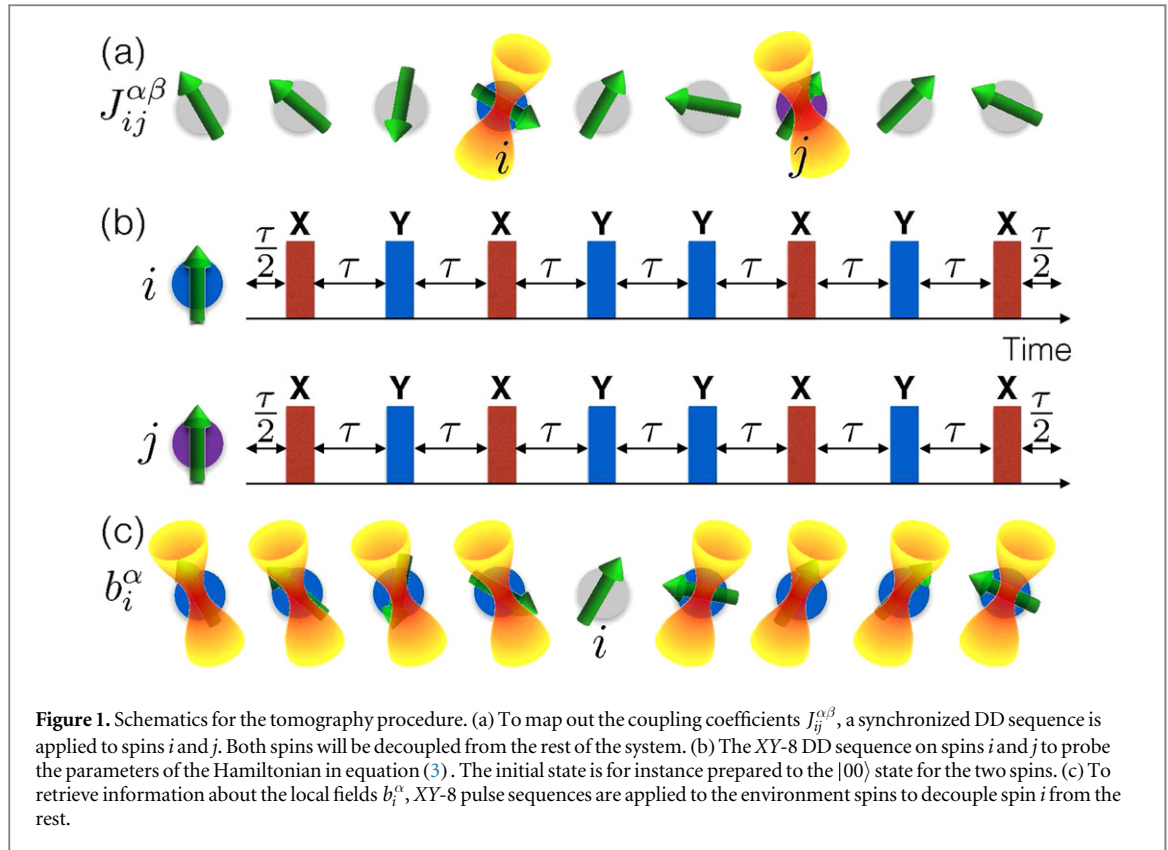 (a)
J_{ij}^{αβ}
i
j
(b)
X Y X Y Y X Y X
τ/2 τ τ τ τ τ τ τ τ/2
i
Time
X Y X Y Y X Y X
τ/2 τ τ τ τ τ τ τ τ/2
j
(c)
b_i^α
i
Figure 1. Schematics for the tomography procedure. (a) To map out the coupling coefficients J_{ij}^{αβ}, a synchronized DD sequence is
applied to spins i and j. Both spins will be decoupled from the rest of the system. (b) The XY-8 DD sequence on spins i and j to probe
the parameters of the Hamiltonian in equation (3). The initial state is for instance prepared to the |00⟩ state for the two spins. (c) To
retrieve information about the local fields b_i^α, XY-8 pulse sequences are applied to the environment spins to decouple spin i from the
rest.